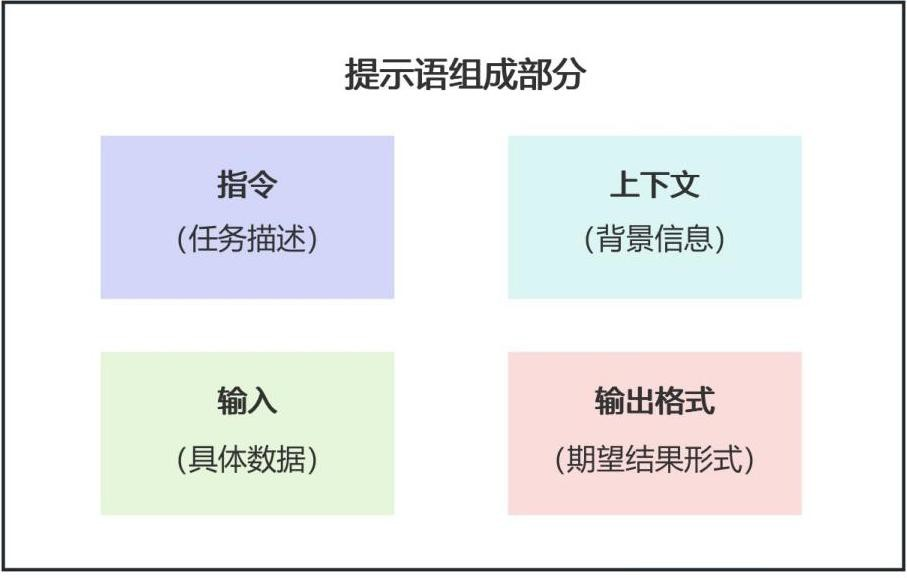 提示语组成部分
指令
（任务描述）
上下文
（背景信息）
输入
（具体数据）
输出格式
（期望结果形式）